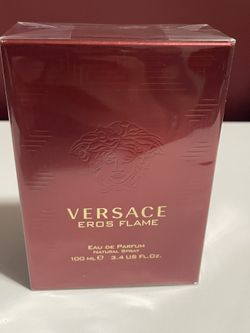 VERSACE
EROS FLAME
EAU DE PARFUM
NATURAL SPRAY
100 ML ℮ 3.4 US FL.OZ.